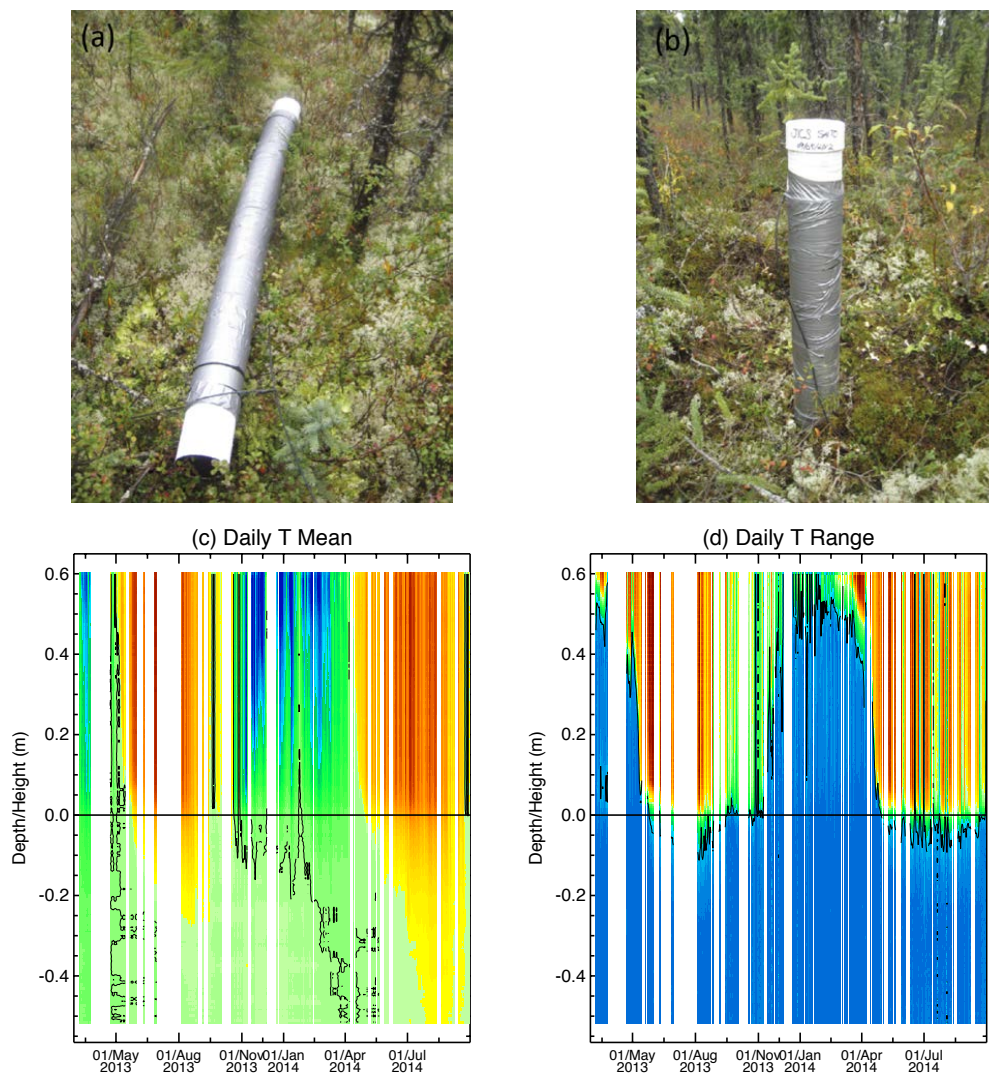 (a)
(b)
JC3 SMTC
(c) Daily T Mean
(d) Daily T Range
0.6
0.4
0.2
0.0
-0.2
-0.4
Depth/Height (m)
01/May 2013
01/Aug
01/Nov 2013
01/Jan 2014
01/Apr
01/Jul 2014
0.6
0.4
0.2
0.0
-0.2
-0.4
Depth/Height (m)
01/May 2013
01/Aug 2013
01/Nov 2013
01/Jan 2014
01/Apr 2014
01/Jul 2014